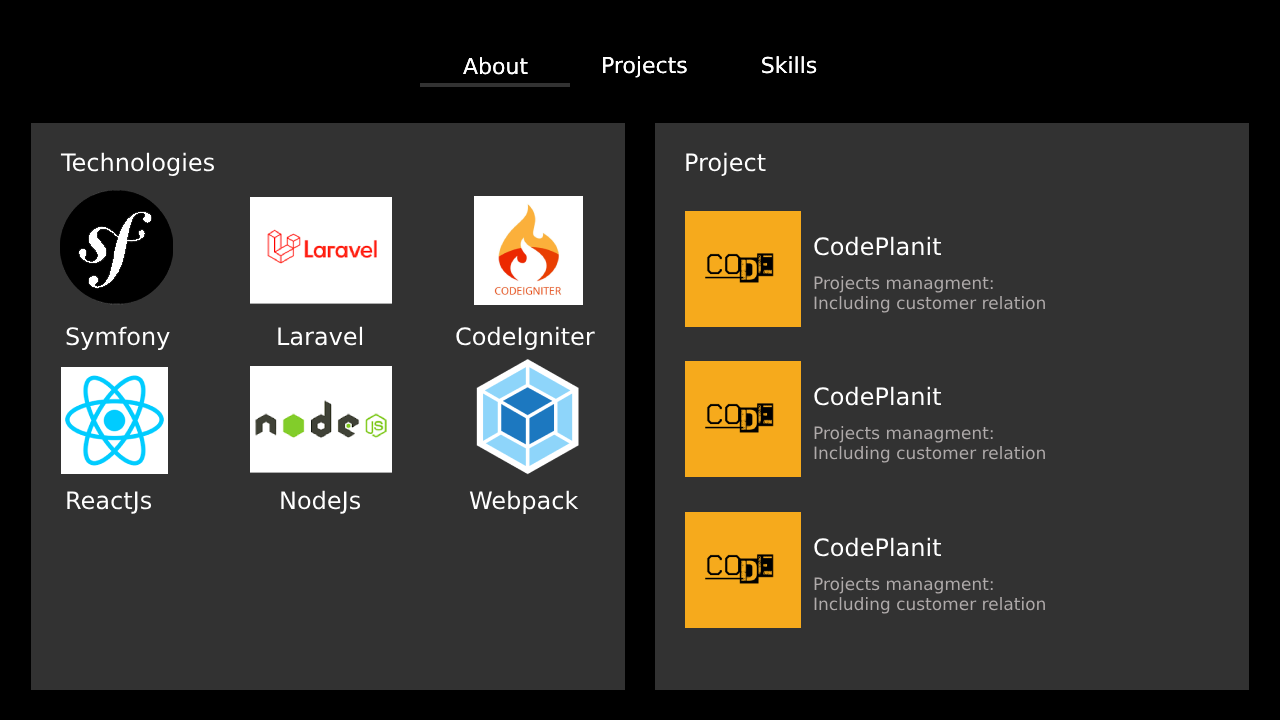 About Projects Skills
Technologies
sf
Laravel
CODEIGNITER
Symfony Laravel CodeIgniter
node JS
ReactJs NodeJs Webpack
Project
CODE
CodePlanit
Projects managment:
Including customer relation
CODE
CodePlanit
Projects managment:
Including customer relation
CODE
CodePlanit
Projects managment:
Including customer relation